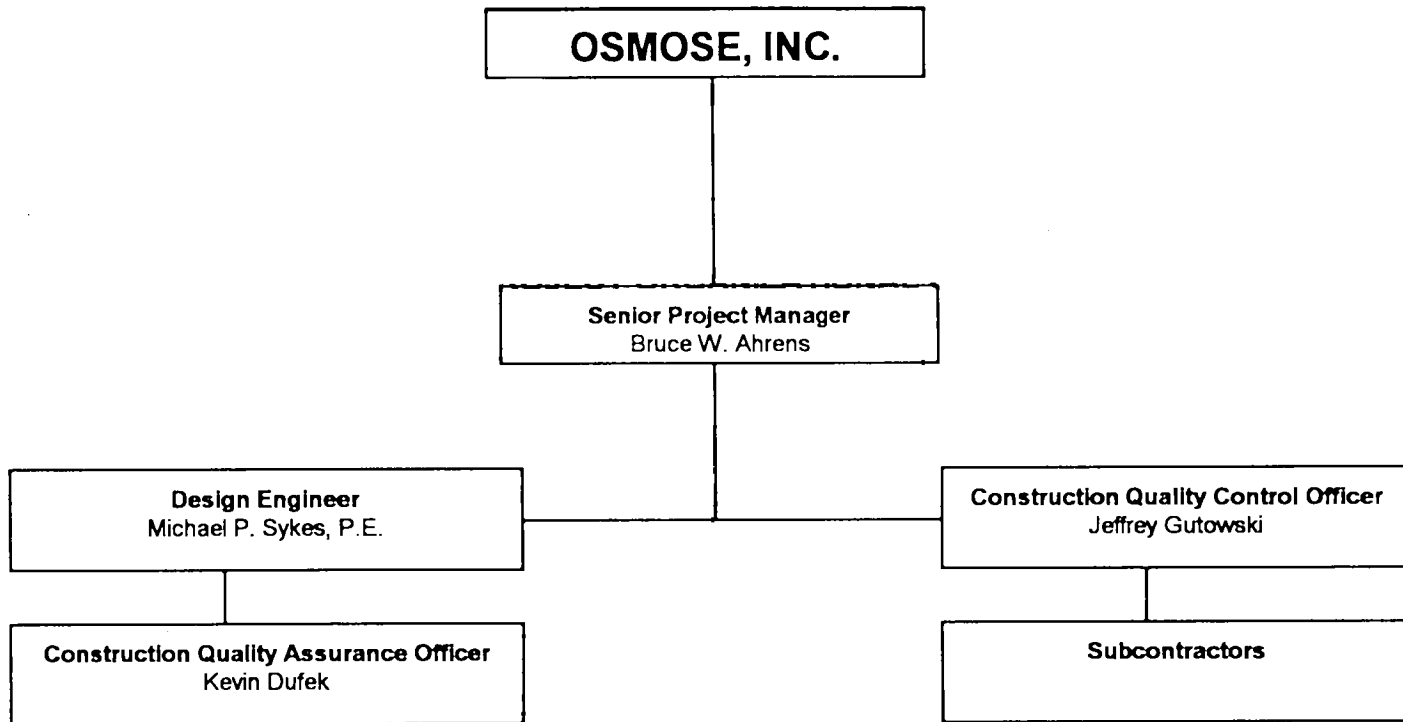 OSMOSE, INC.
Senior Project Manager
Bruce W. Ahrens
Design Engineer
Michael P. Sykes, P.E.
Construction Quality Control Officer
Jeffrey Gutowski
Construction Quality Assurance Officer
Kevin Dufek
Subcontractors